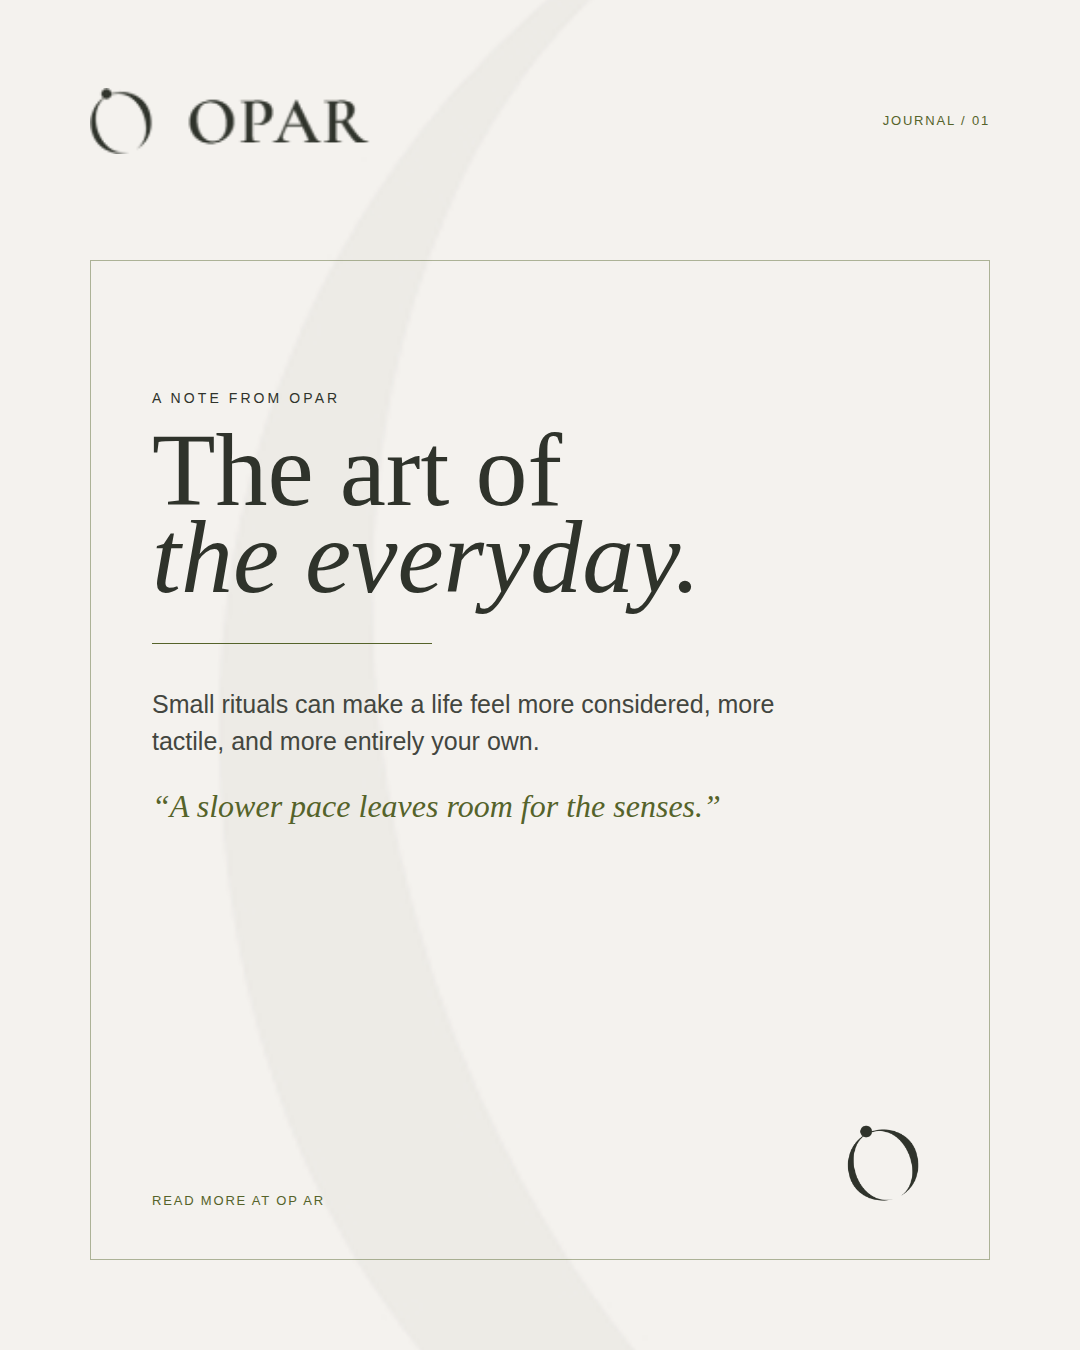 OPAR
JOURNAL / 01
A NOTE FROM OPAR
The art of
the everyday.
Small rituals can make a life feel more considered, more
tactile, and more entirely your own.
“A slower pace leaves room for the senses.”
READ MORE AT OP AR